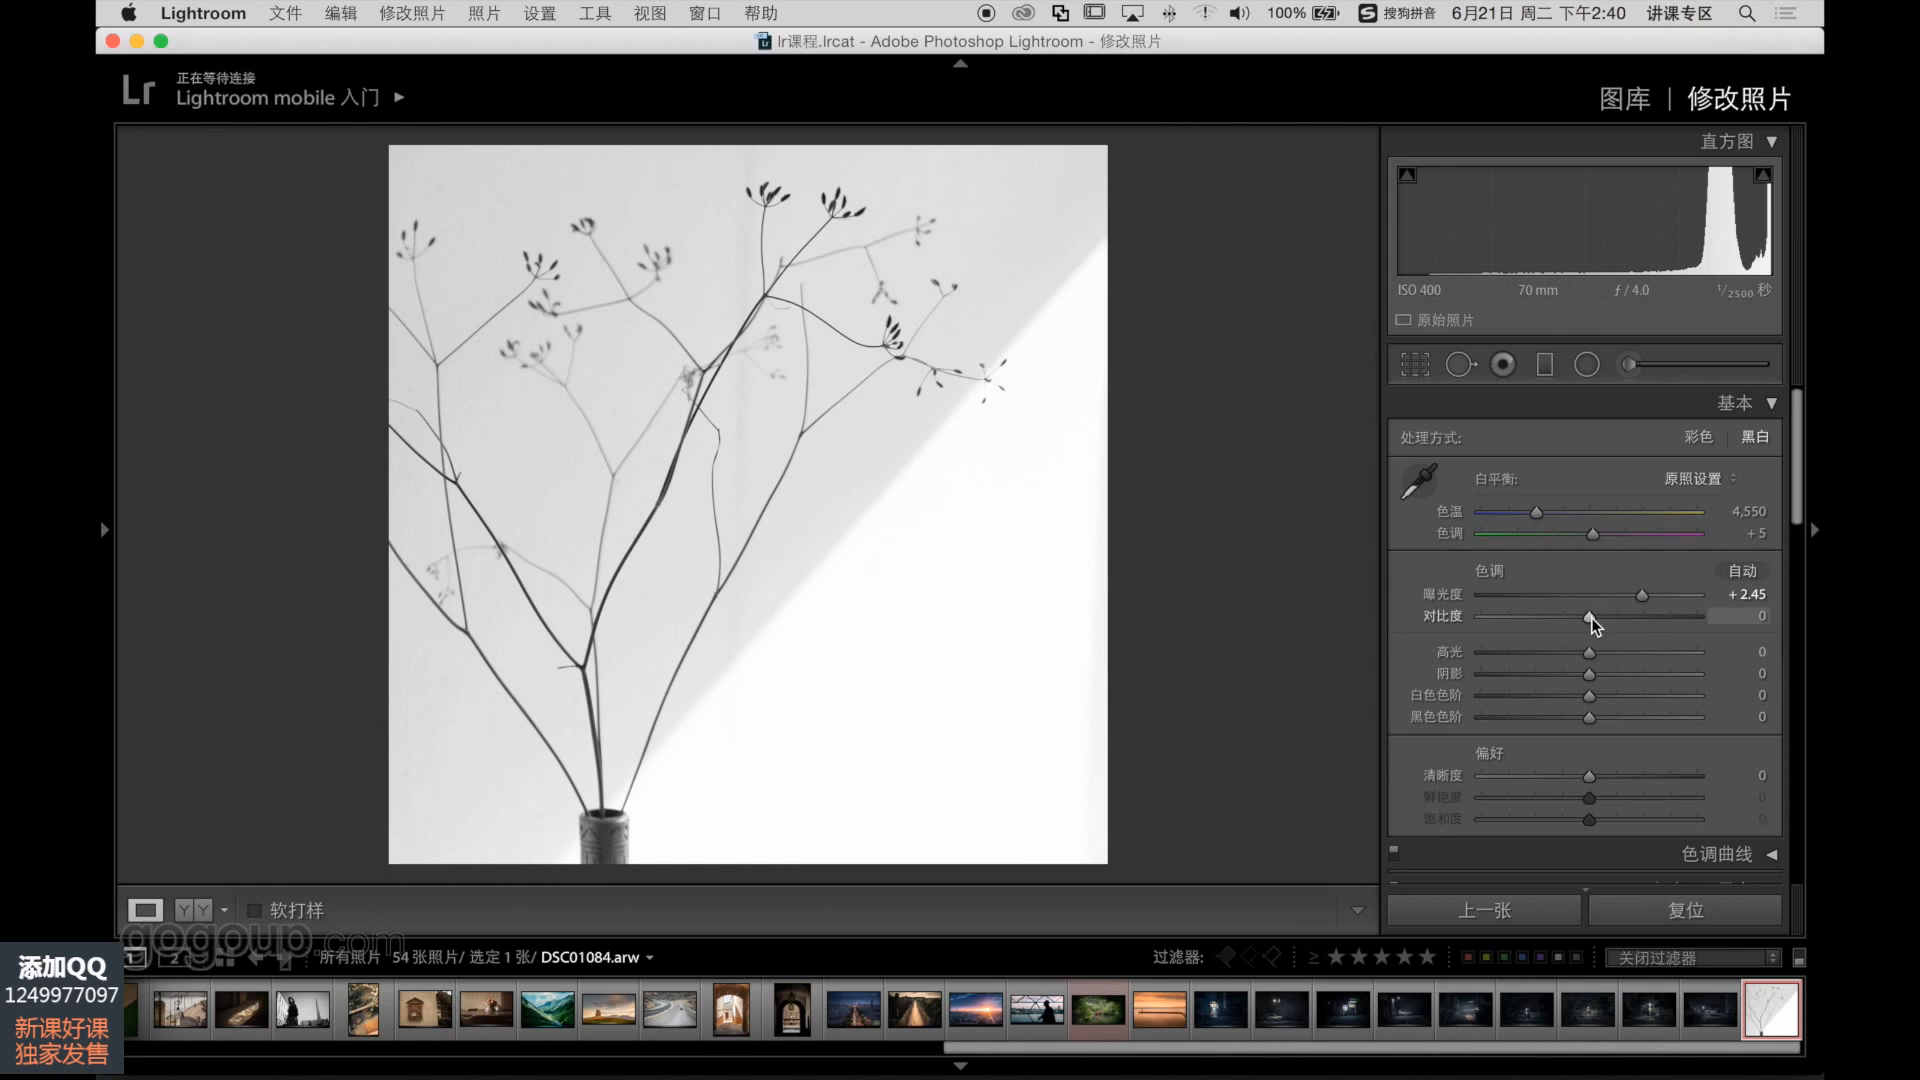 Lightroom 文件 编辑 修改照片 照片 设置 工具 视图 窗口 帮助 100% 搜狗拼音 6月21日 周二 下午2:40 讲课专区
lr课程.lrcat - Adobe Photoshop Lightroom - 修改照片
Lr 正在等待连接
Lightroom mobile 入门
图库 | 修改照片
直方图
ISO 400 70 mm ƒ / 4.0 1/2500 秒
原始照片
基本
处理方式: 彩色 黑白
白平衡: 原照设置
色温 4,550
色调 + 5
色调 自动
曝光度 + 2.45
对比度 0
高光 0
阴影 0
白色色阶 0
黑色色阶 0
偏好
清晰度 0
鲜艳度 0
饱和度 0
色调曲线
YY 软打样
上一张 复位
gogoup.com
1 2 所有照片 54 张照片/ 选定 1 张/ DSC01084.arw
过滤器: ≥ ★★★★★ 关闭过滤器
添加QQ
1249977097
新课好课
独家发售